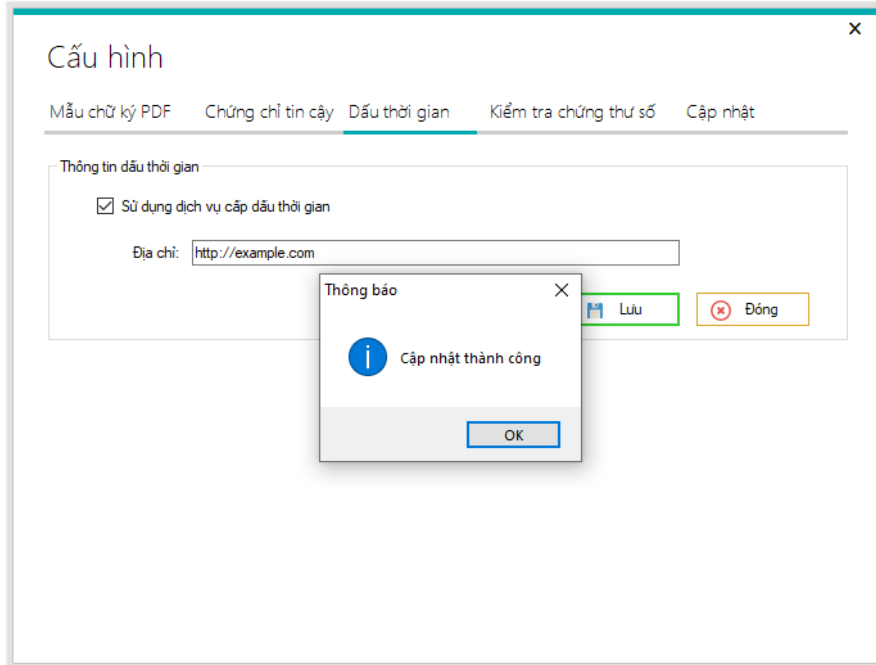 Cấu hình
Mẫu chữ ký PDF Chứng chỉ tin cậy Dấu thời gian Kiểm tra chứng thư số Cập nhật
Thông tin dấu thời gian
Sử dụng dịch vụ cấp dấu thời gian
Địa chỉ: http://example.com
Thông báo
Lưu Đóng
Cập nhật thành công
OK